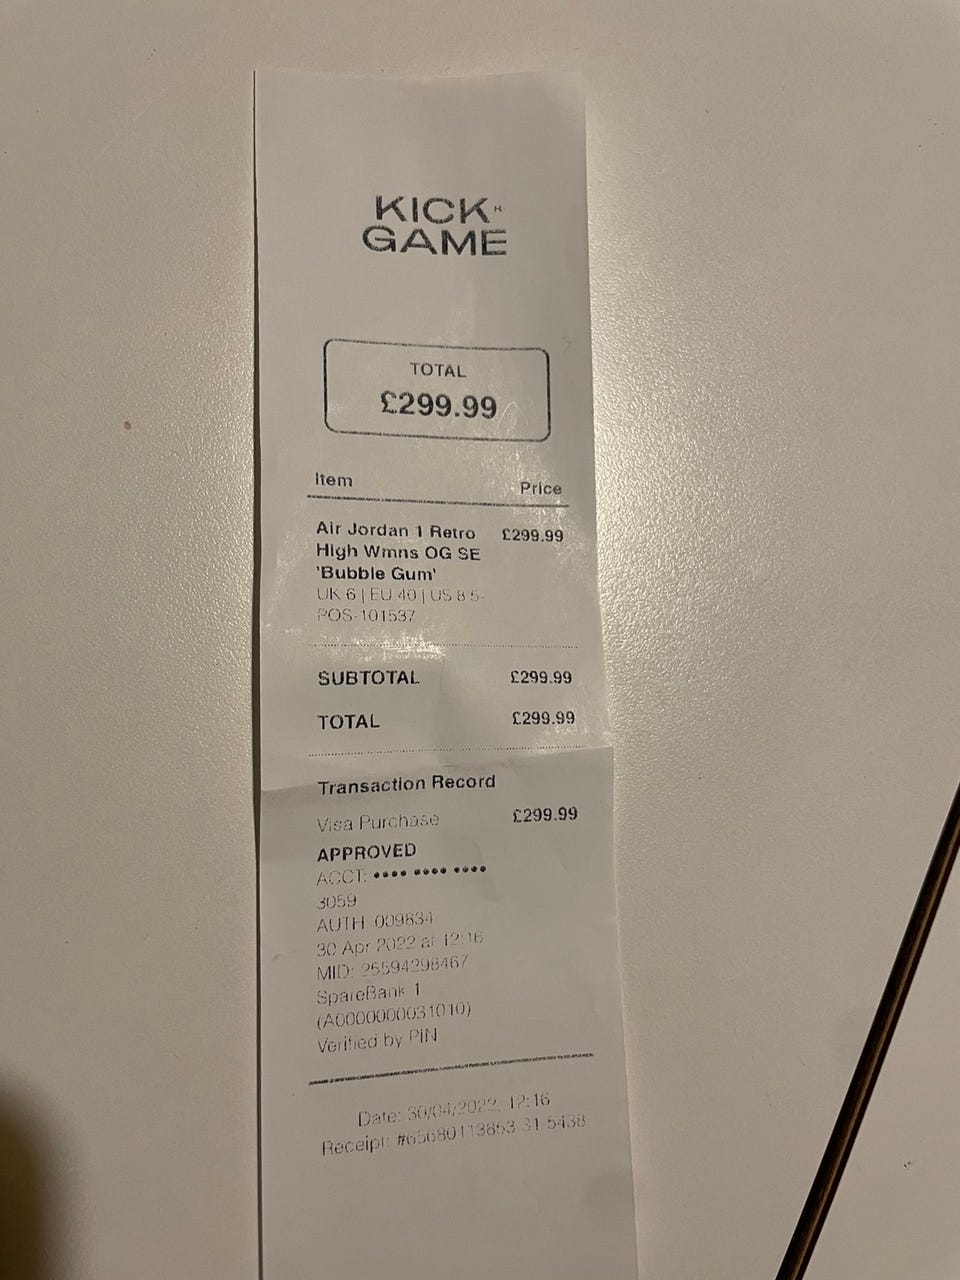 KICK
GAME
TOTAL
£299.99
Item Price
Air Jordan 1 Retro £299.99
High Wmns OG SE
'Bubble Gum'
UK 6 | EU 40 | US 8.5-
POS-101537
SUBTOTAL £299.99
TOTAL £299.99
Transaction Record
Visa Purchase £299.99
APPROVED
ACCT: •••• •••• ••••
3059
AUTH: 009834
30 Apr 2022 at 12:16
MID: 25594298467
SpareBank 1
(A0000000031010)
Verified by PIN
Date: 30/04/2022, 12:16
Receipt: #65680113853-31-5438